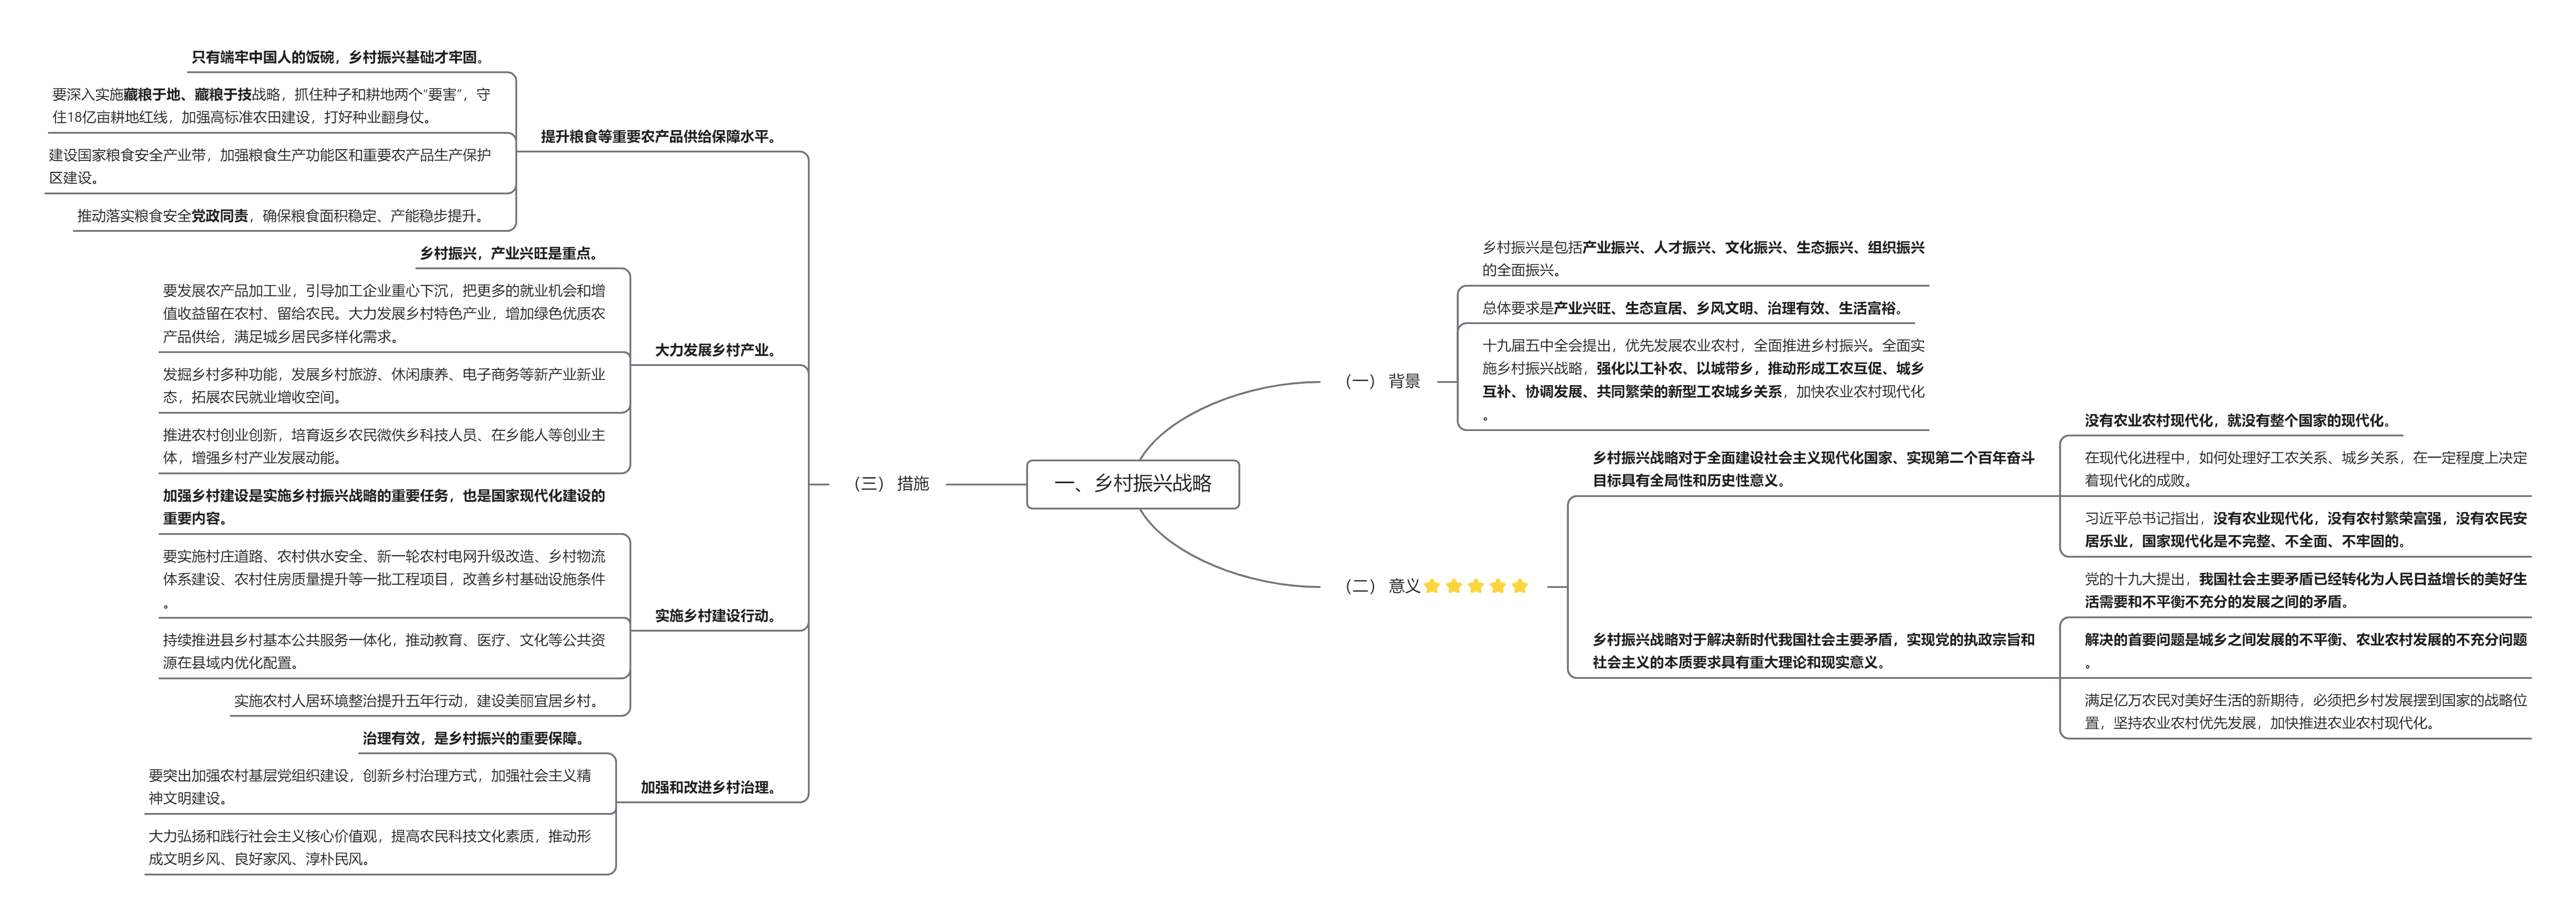 一、乡村振兴战略
（一） 背景
乡村振兴是包括产业振兴、人才振兴、文化振兴、生态振兴、组织振兴
的全面振兴。
总体要求是产业兴旺、生态宜居、乡风文明、治理有效、生活富裕。
十九届五中全会提出，优先发展农业农村，全面推进乡村振兴。全面实
施乡村振兴战略，强化以工补农、以城带乡，推动形成工农互促、城乡
互补、协调发展、共同繁荣的新型工农城乡关系，加快农业农村现代化
。
（二） 意义
乡村振兴战略对于全面建设社会主义现代化国家、实现第二个百年奋斗
目标具有全局性和历史性意义。
没有农业农村现代化，就没有整个国家的现代化。
在现代化进程中，如何处理好工农关系、城乡关系，在一定程度上决定
着现代化的成败。
习近平总书记指出，没有农业现代化，没有农村繁荣富强，没有农民安
居乐业，国家现代化是不完整、不全面、不牢固的。
乡村振兴战略对于解决新时代我国社会主要矛盾，实现党的执政宗旨和
社会主义的本质要求具有重大理论和现实意义。
党的十九大提出，我国社会主要矛盾已经转化为人民日益增长的美好生
活需要和不平衡不充分的发展之间的矛盾。
解决的首要问题是城乡之间发展的不平衡、农业农村发展的不充分问题
。
满足亿万农民对美好生活的新期待，必须把乡村发展摆到国家的战略位
置，坚持农业农村优先发展，加快推进农业农村现代化。
（三） 措施
提升粮食等重要农产品供给保障水平。
只有端牢中国人的饭碗，乡村振兴基础才牢固。
要深入实施藏粮于地、藏粮于技战略，抓住种子和耕地两个“要害”，守
住18亿亩耕地红线，加强高标准农田建设，打好种业翻身仗。
建设国家粮食安全产业带，加强粮食生产功能区和重要农产品生产保护
区建设。
推动落实粮食安全党政同责，确保粮食面积稳定、产能稳步提升。
大力发展乡村产业。
乡村振兴，产业兴旺是重点。
要发展农产品加工业，引导加工企业重心下沉，把更多的就业机会和增
值收益留在农村、留给农民。大力发展乡村特色产业，增加绿色优质农
产品供给，满足城乡居民多样化需求。
发掘乡村多种功能，发展乡村旅游、休闲康养、电子商务等新产业新业
态，拓展农民就业增收空间。
推进农村创业创新，培育返乡农民微佚乡科技人员、在乡能人等创业主
体，增强乡村产业发展动能。
实施乡村建设行动。
加强乡村建设是实施乡村振兴战略的重要任务，也是国家现代化建设的
重要内容。
要实施村庄道路、农村供水安全、新一轮农村电网升级改造、乡村物流
体系建设、农村住房质量提升等一批工程项目，改善乡村基础设施条件
。
持续推进县乡村基本公共服务一体化，推动教育、医疗、文化等公共资
源在县域内优化配置。
实施农村人居环境整治提升五年行动，建设美丽宜居乡村。
加强和改进乡村治理。
治理有效，是乡村振兴的重要保障。
要突出加强农村基层党组织建设，创新乡村治理方式，加强社会主义精
神文明建设。
大力弘扬和践行社会主义核心价值观，提高农民科技文化素质，推动形
成文明乡风、良好家风、淳朴民风。